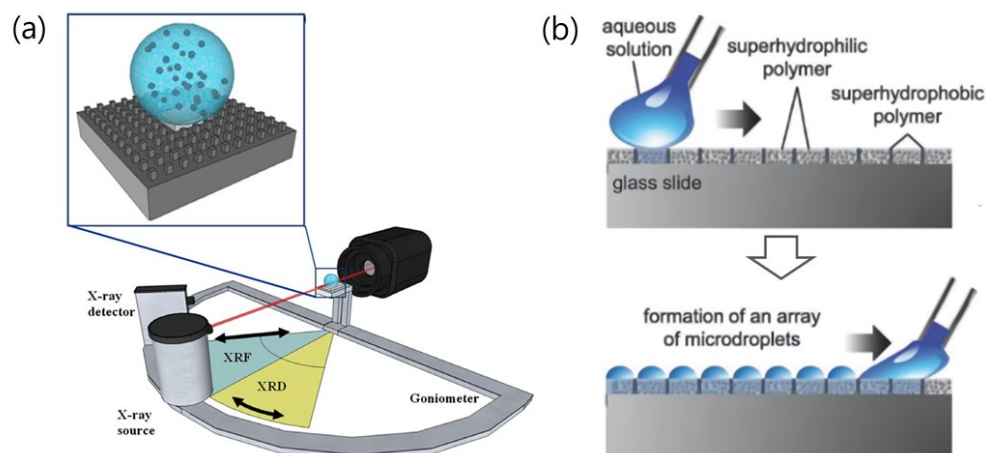 (a)
X-ray
detector
XRF
XRD
Goniometer
X-ray
source
(b)
aqueous
solution
superhydrophilic
polymer
superhydrophobic
polymer
glass slide
formation of an array
of microdroplets